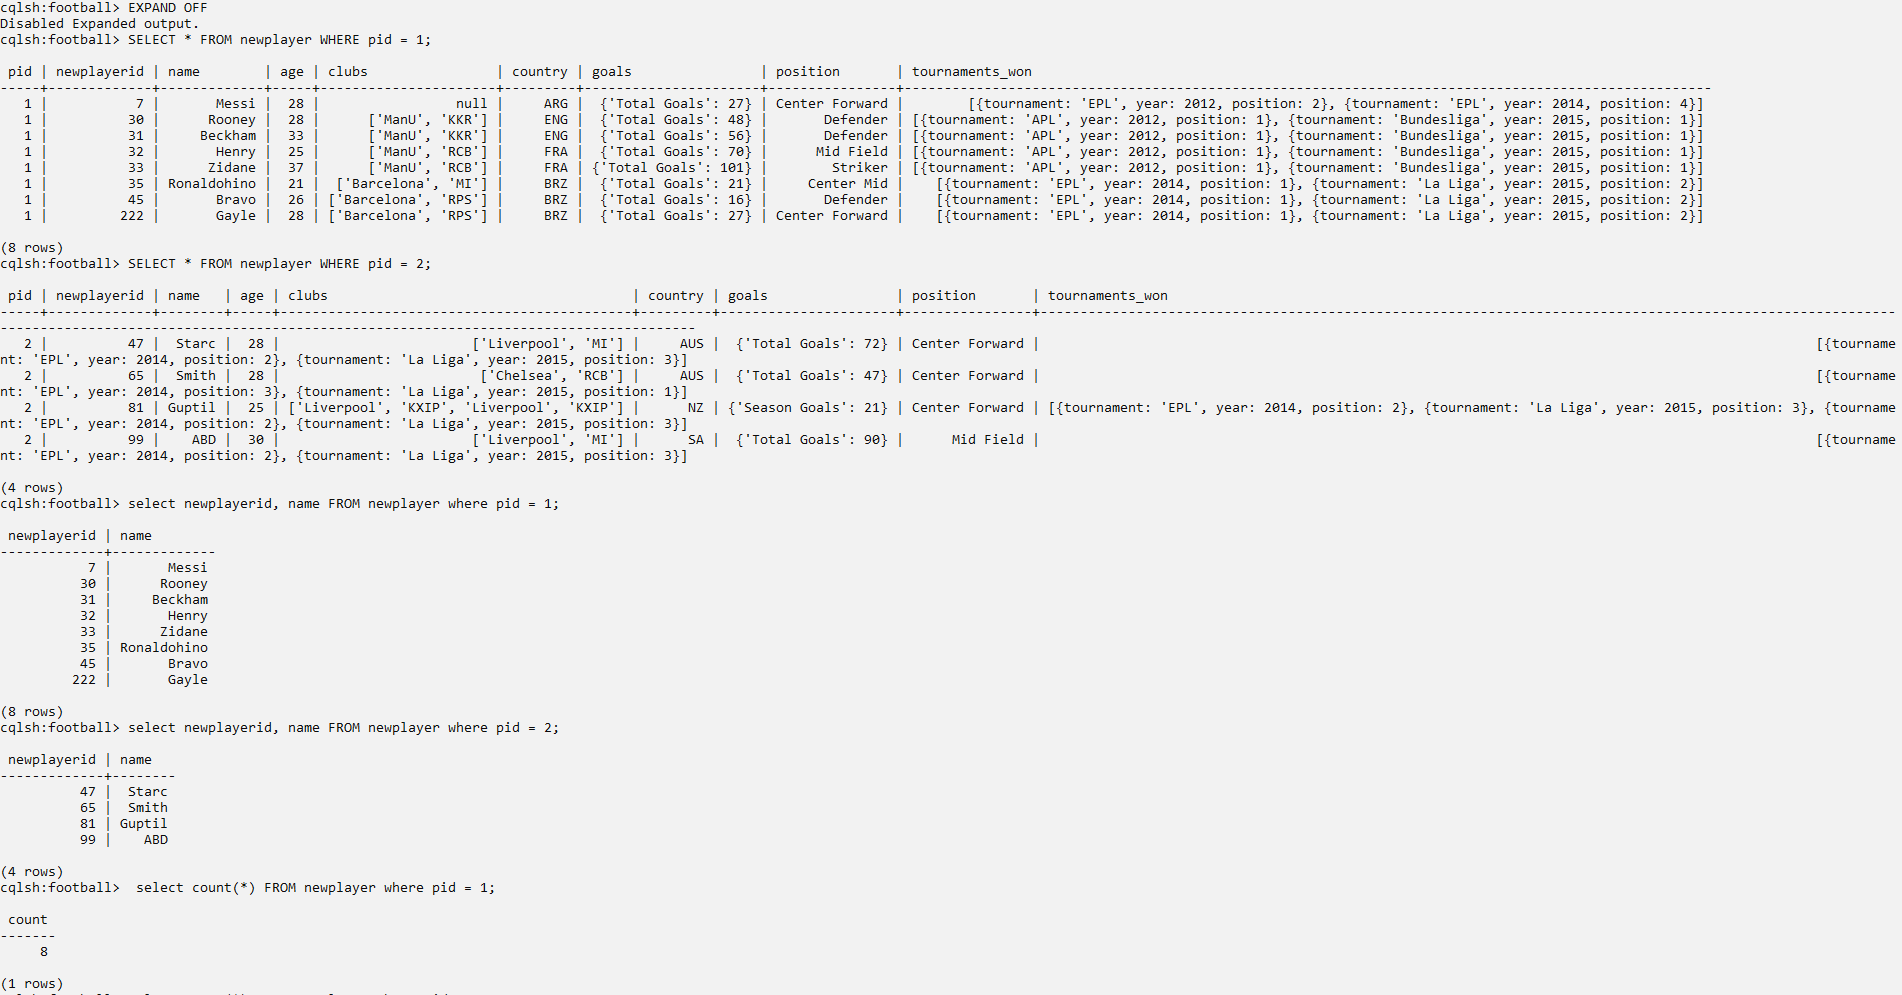 cqlsh:football> EXPAND OFF
Disabled Expanded output.
cqlsh:football> SELECT * FROM newplayer WHERE pid = 1;
pid | newplayerid | name | age | clubs | country | goals | position | tournaments_won
1 | 7 | Messi | 28 | null | ARG | {'Total Goals': 27} | Center Forward | [{tournament: 'EPL', year: 2012, position: 2}, {tournament: 'EPL', year: 2014, position: 4}]
1 | 30 | Rooney | 28 | ['ManU', 'KKR'] | ENG | {'Total Goals': 48} | Defender | [{tournament: 'APL', year: 2012, position: 1}, {tournament: 'Bundesliga', year: 2015, position: 1}]
1 | 31 | Beckham | 33 | ['ManU', 'KKR'] | ENG | {'Total Goals': 56} | Defender | [{tournament: 'APL', year: 2012, position: 1}, {tournament: 'Bundesliga', year: 2015, position: 1}]
1 | 32 | Henry | 25 | ['ManU', 'RCB'] | FRA | {'Total Goals': 70} | Mid Field | [{tournament: 'APL', year: 2012, position: 1}, {tournament: 'Bundesliga', year: 2015, position: 1}]
1 | 33 | Zidane | 37 | ['ManU', 'RCB'] | FRA | {'Total Goals': 101} | Striker | [{tournament: 'APL', year: 2012, position: 1}, {tournament: 'Bundesliga', year: 2015, position: 1}]
1 | 35 | Ronaldohino | 21 | ['Barcelona', 'MI'] | BRZ | {'Total Goals': 21} | Center Mid | [{tournament: 'EPL', year: 2014, position: 1}, {tournament: 'La Liga', year: 2015, position: 2}]
1 | 45 | Bravo | 26 | ['Barcelona', 'RPS'] | BRZ | {'Total Goals': 16} | Defender | [{tournament: 'EPL', year: 2014, position: 1}, {tournament: 'La Liga', year: 2015, position: 2}]
1 | 222 | Gayle | 28 | ['Barcelona', 'RPS'] | BRZ | {'Total Goals': 27} | Center Forward | [{tournament: 'EPL', year: 2014, position: 1}, {tournament: 'La Liga', year: 2015, position: 2}]
(8 rows)
cqlsh:football> SELECT * FROM newplayer WHERE pid = 2;
pid | newplayerid | name | age | clubs | country | goals | position | tournaments_won
2 | 47 | Starc | 28 | ['Liverpool', 'MI'] | AUS | {'Total Goals': 72} | Center Forward | [{tourname
nt: 'EPL', year: 2014, position: 2}, {tournament: 'La Liga', year: 2015, position: 3}]
2 | 65 | Smith | 28 | ['Chelsea', 'RCB'] | AUS | {'Total Goals': 47} | Center Forward | [{tourname
nt: 'EPL', year: 2014, position: 3}, {tournament: 'La Liga', year: 2015, position: 1}]
2 | 81 | Guptil | 25 | ['Liverpool', 'KXIP', 'Liverpool', 'KXIP'] | NZ | {'Season Goals': 21} | Center Forward | [{tournament: 'EPL', year: 2014, position: 2}, {tournament: 'La Liga', year: 2015, position: 3}, {tourname
nt: 'EPL', year: 2014, position: 2}, {tournament: 'La Liga', year: 2015, position: 3}]
2 | 99 | ABD | 30 | ['Liverpool', 'MI'] | SA | {'Total Goals': 90} | Mid Field | [{tourname
nt: 'EPL', year: 2014, position: 2}, {tournament: 'La Liga', year: 2015, position: 3}]
(4 rows)
cqlsh:football> select newplayerid, name FROM newplayer where pid = 1;
newplayerid | name
7 | Messi
30 | Rooney
31 | Beckham
32 | Henry
33 | Zidane
35 | Ronaldohino
45 | Bravo
222 | Gayle
(8 rows)
cqlsh:football> select newplayerid, name FROM newplayer where pid = 2;
newplayerid | name
47 | Starc
65 | Smith
81 | Guptil
99 | ABD
(4 rows)
cqlsh:football> select count(*) FROM newplayer where pid = 1;
count
8
(1 rows)